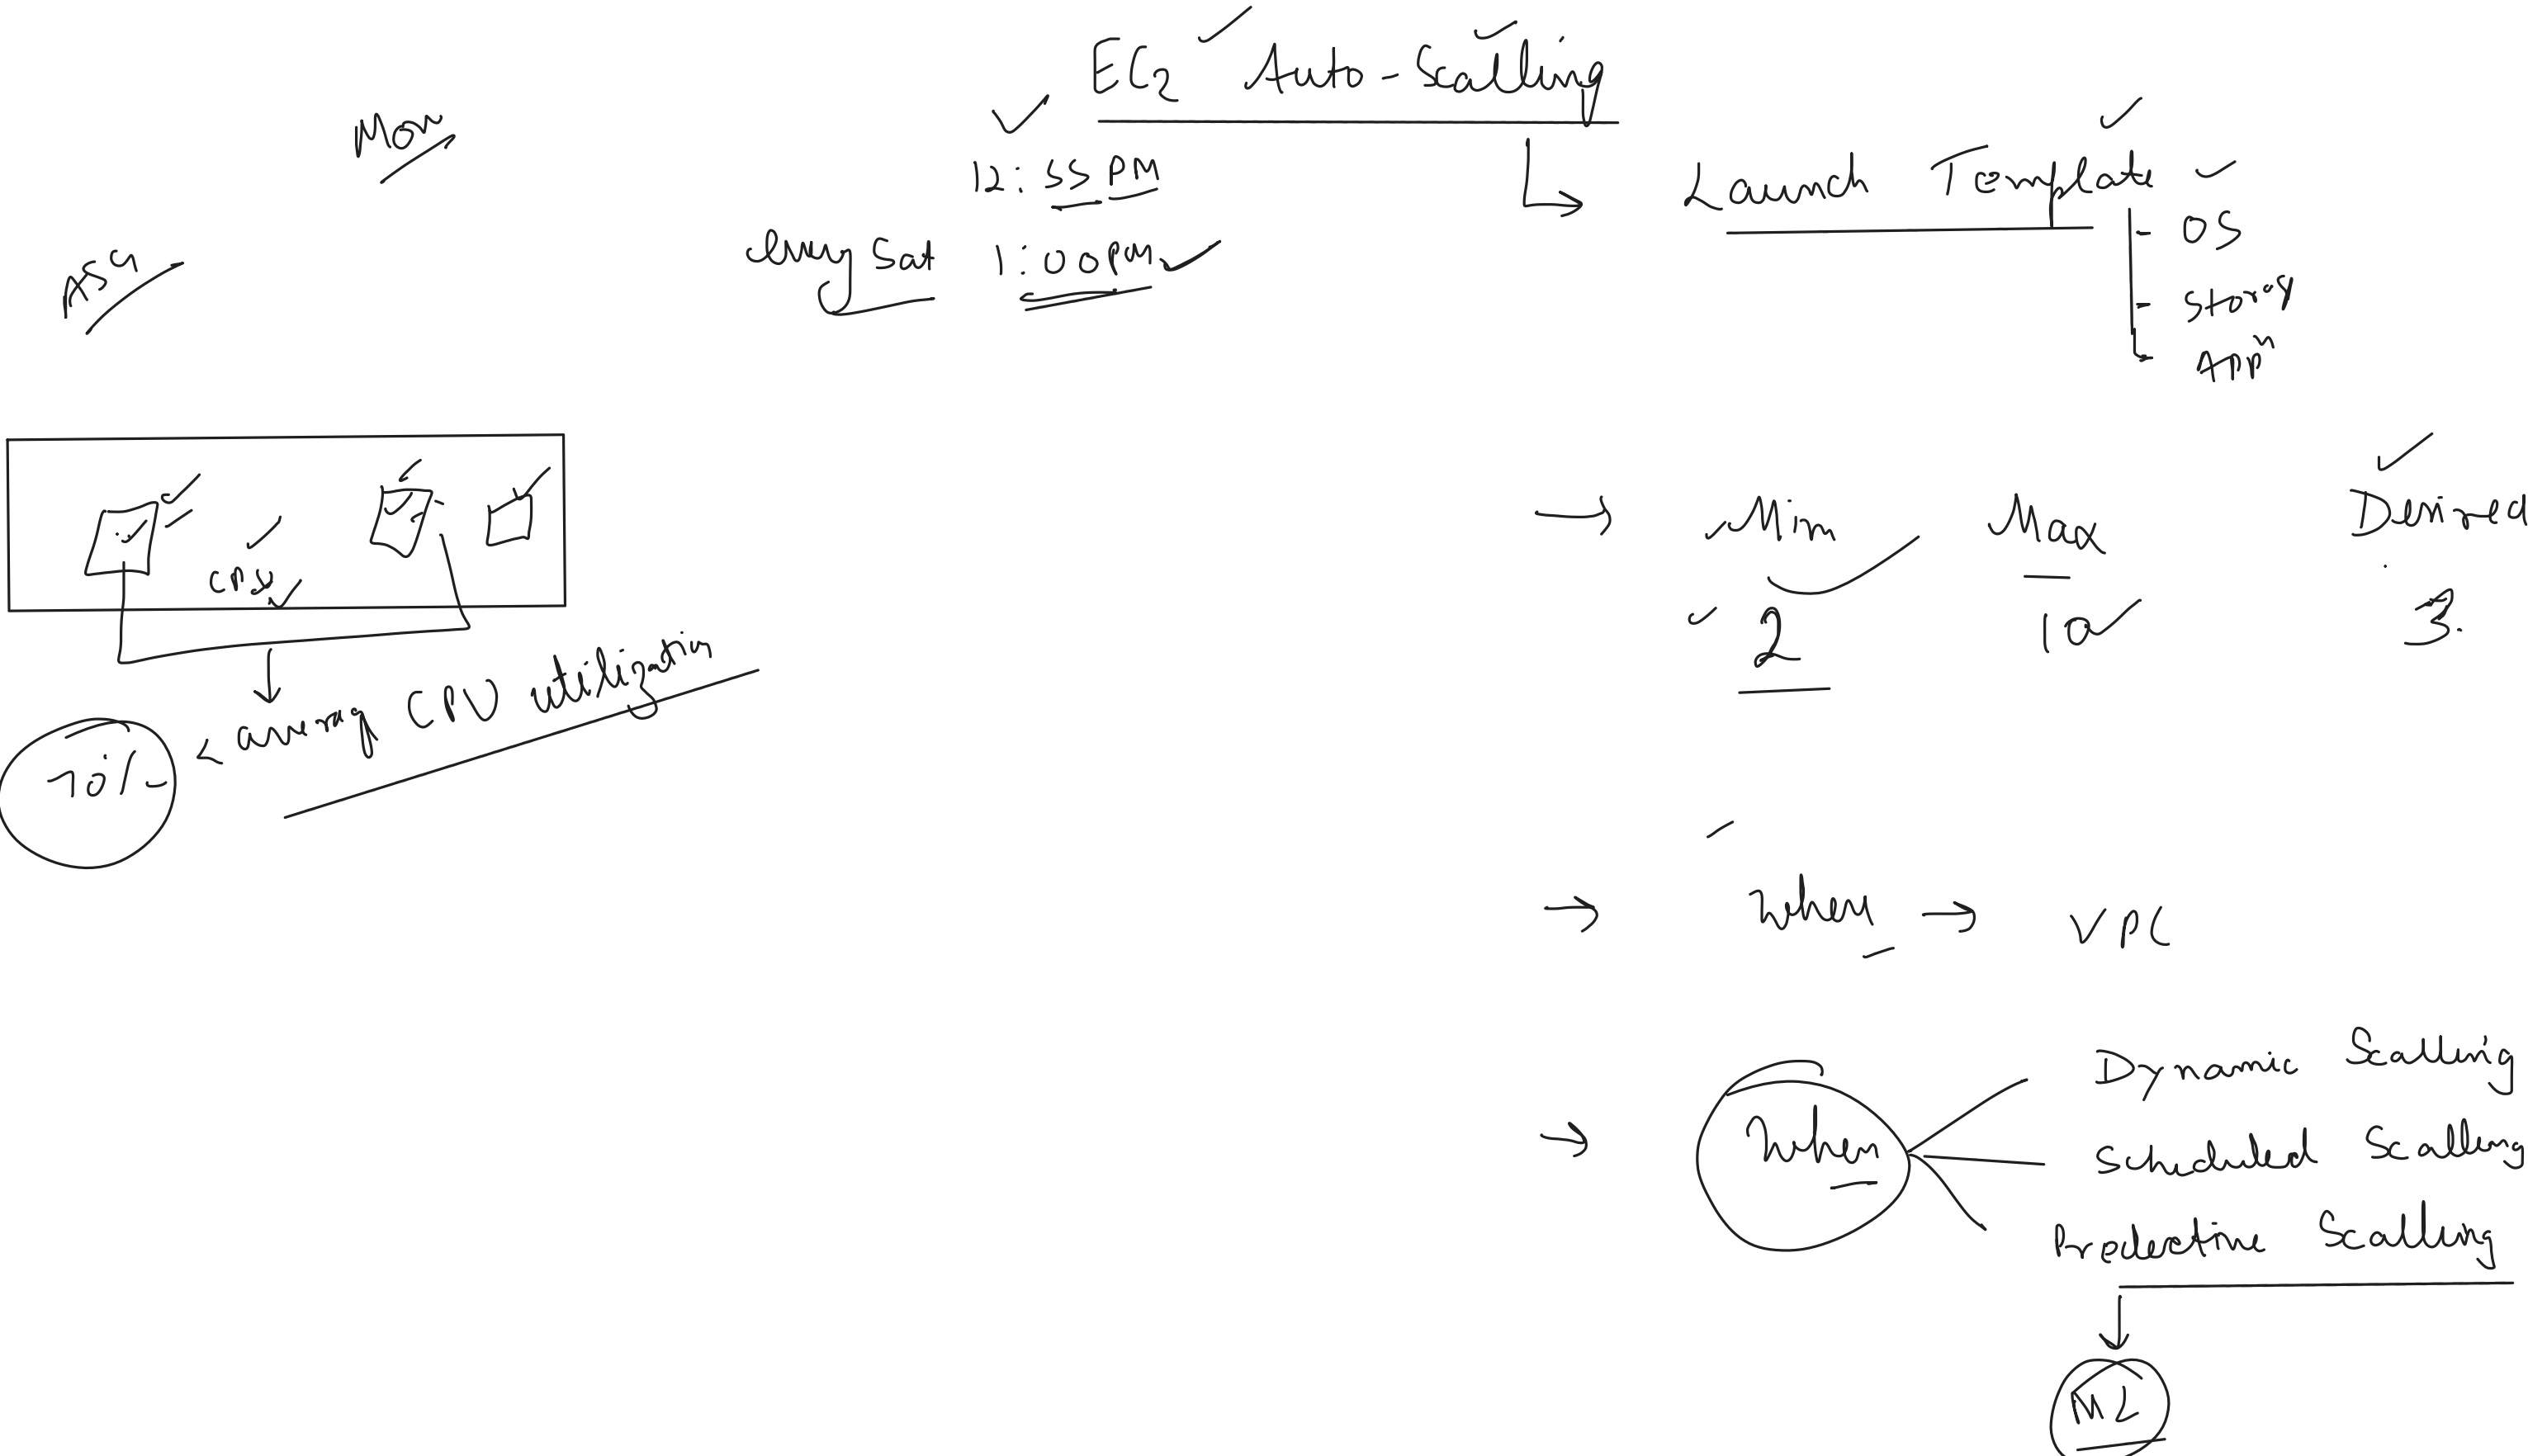 EC2 Auto-Scalling
Mon
12:55 PM
Launch Template
- OS
every Sat 1:00pm
ASG
- Storag
- Appn
Min Max Desired
CPU
2 10 3
average CPU utilization
70%
When → VPC
Dynamic Scalling
When
Scheduled Scalling
Predective Scalling
ML